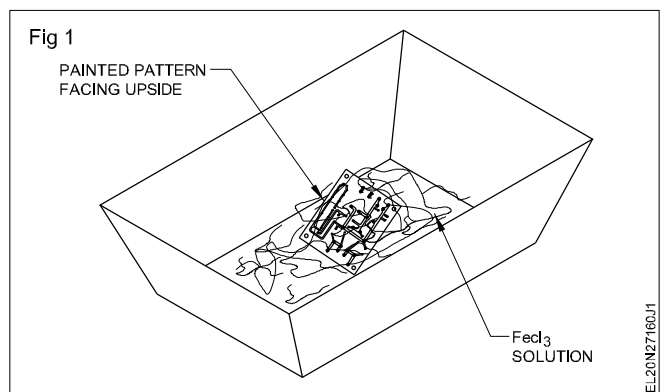 Fig 1
PAINTED PATTERN
FACING UPSIDE
Fecl₃
SOLUTION
EL20N27160J1